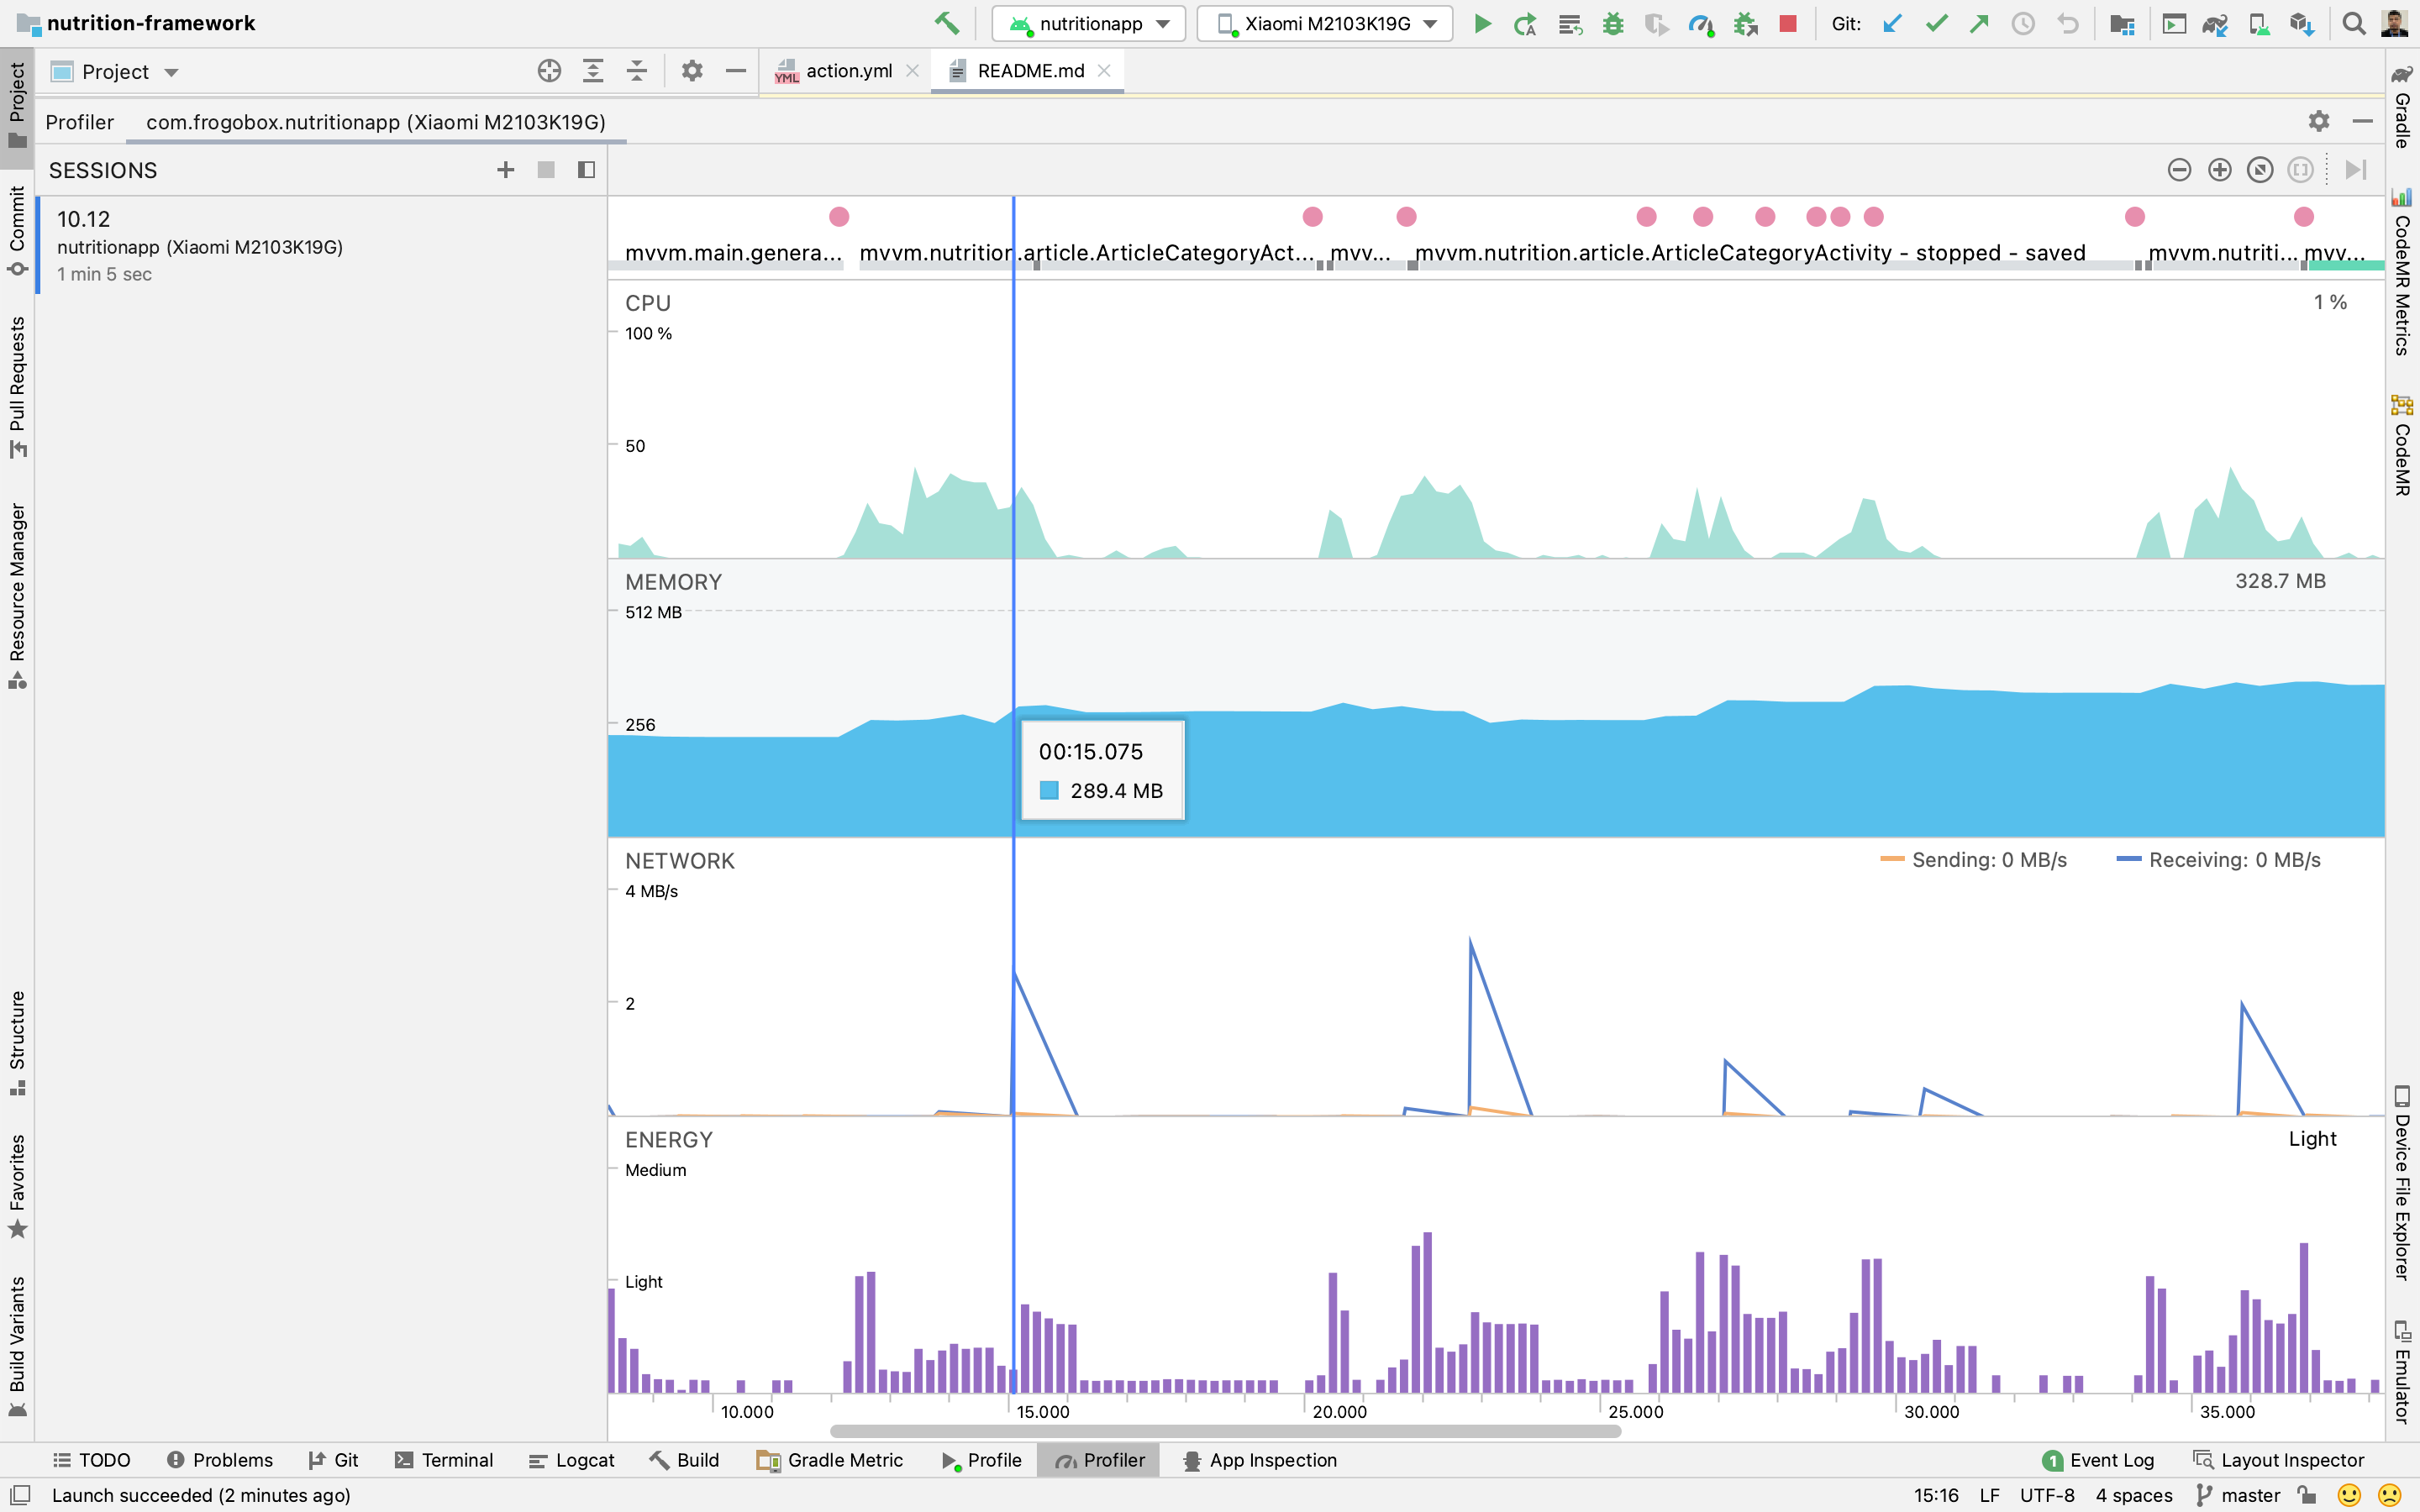 nutrition-framework
nutritionapp
Xiaomi M2103K19G
Git:
Project
action.yml
README.md
Profiler
com.frogobox.nutritionapp (Xiaomi M2103K19G)
SESSIONS
10.12
nutritionapp (Xiaomi M2103K19G)
1 min 5 sec
mvvm.main.genera...
mvvm.nutrition.article.ArticleCategoryAct...
mvv...
mvvm.nutrition.article.ArticleCategoryActivity - stopped - saved
mvvm.nutriti...
mvv...
CPU
1 %
100 %
50
MEMORY
328.7 MB
512 MB
256
00:15.075
289.4 MB
NETWORK
Sending: 0 MB/s
Receiving: 0 MB/s
4 MB/s
2
ENERGY
Light
Medium
Light
10.000
15.000
20.000
25.000
30.000
35.000
Project
Commit
Pull Requests
Resource Manager
Structure
Favorites
Build Variants
Gradle
CodeMR Metrics
CodeMR
Device File Explorer
Emulator
TODO
Problems
Git
Terminal
Logcat
Build
Gradle Metric
Profile
Profiler
App Inspection
1 Event Log
Layout Inspector
Launch succeeded (2 minutes ago)
15:16
LF
UTF-8
4 spaces
master
YML